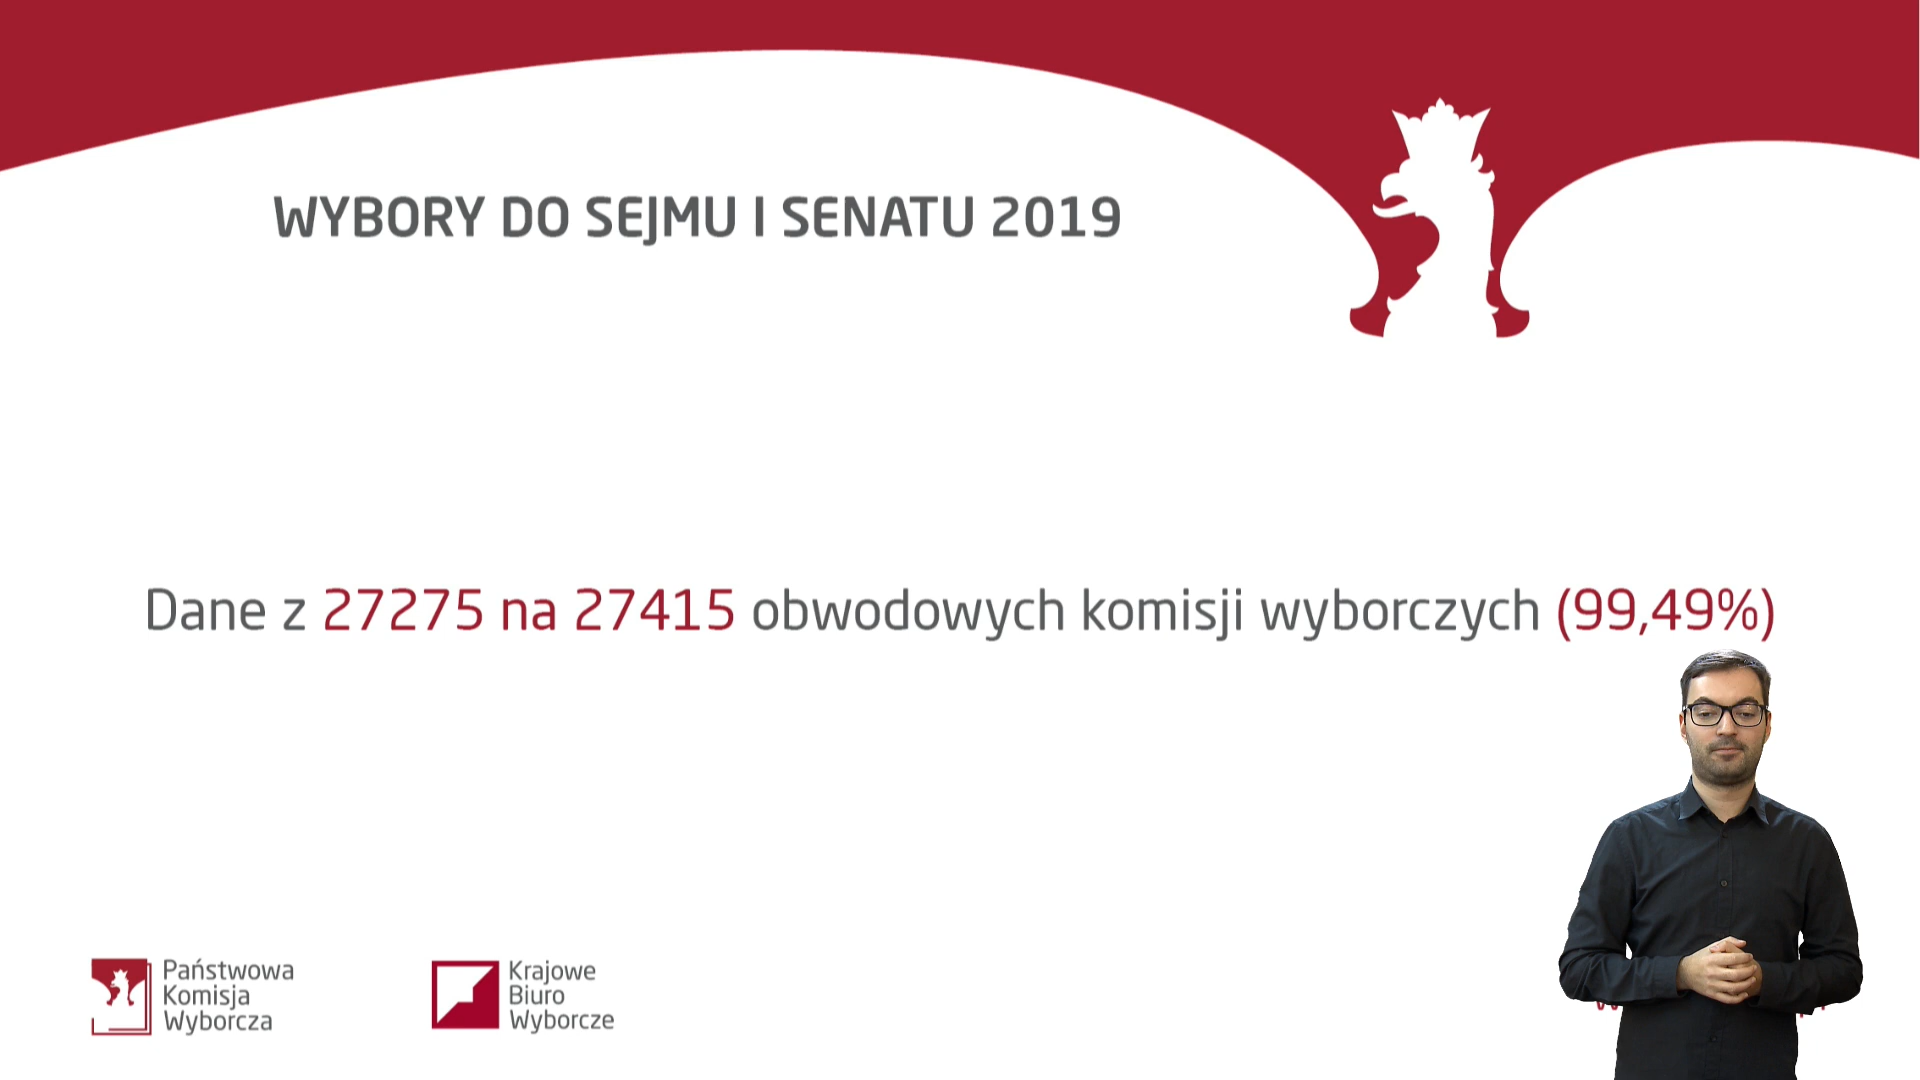 WYBORY DO SEJMU I SENATU 2019
Dane z 27275 na 27415 obwodowych komisji wyborczych (99,49%)
Państwowa
Komisja
Wyborcza
Krajowe
Biuro
Wyborcze